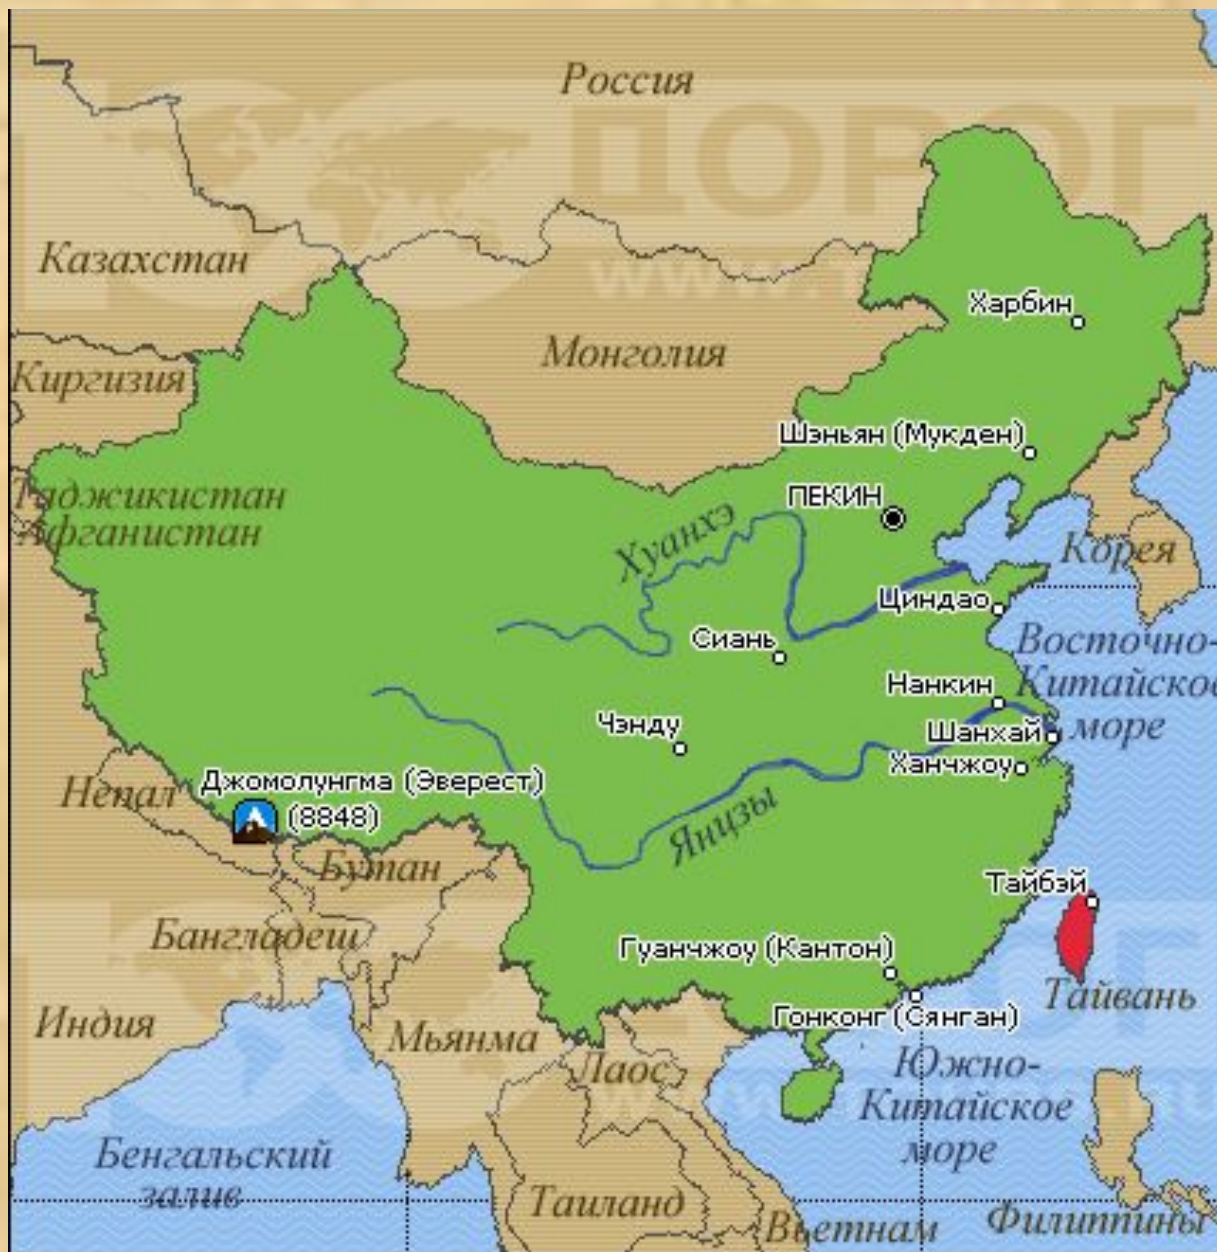 Россия
ДОРОГ
www.
Казахстан
Харбин
Монголия
Киргизия
Шэньян (Мукден)
Таджикистан
Афганистан
ПЕКИН
Хуанхэ
Корея
Циндао
Сиань
Восточно-
Китайское
море
Нанкин
Чэнду
Шанхай
Ханчжоу
Джомолунгма (Эверест)
(8848)
Непал
Янцзы
Бутан
Тайбэй
Бангладеш
Гуанчжоу (Кантон)
Тайвань
Индия
Гонконг (Сянган)
Мьянма
Лаос
Южно-
Китайское
море
Бенгальский
залив
Таиланд
Вьетнам
Филиппины